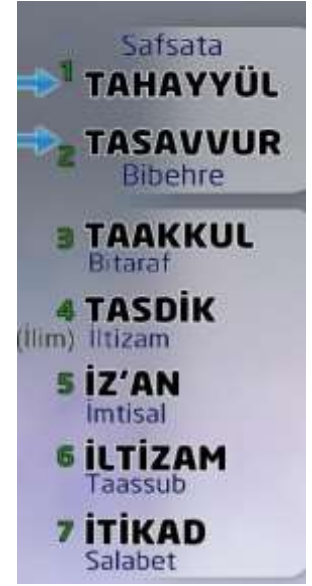 Safsata
1 TAHAYYÜL
2 TASAVVUR
Bibehre
3 TAAKKUL
Bitaraf
4 TASDİK
(İlim) İltizam
5 İZ'AN
İmtisal
6 İLTİZAM
Taassub
7 İTİKAD
Salabet